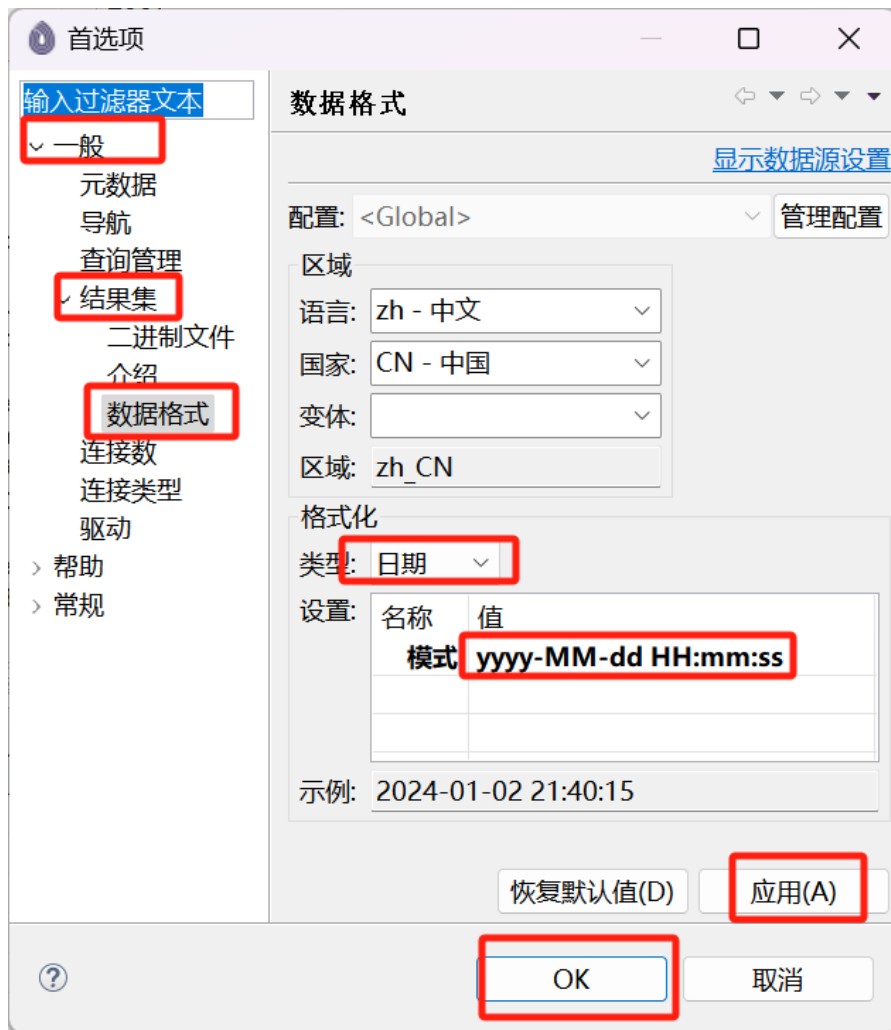 首选项
输入过滤器文本
一般
元数据
导航
查询管理
结果集
二进制文件
介绍
数据格式
连接数
连接类型
驱动
帮助
常规
数据格式
显示数据源设置
配置: <Global> 管理配置
区域
语言: zh - 中文
国家: CN - 中国
变体:
区域: zh_CN
格式化
类型: 日期
设置: 名称 值
模式 yyyy-MM-dd HH:mm:ss
示例: 2024-01-02 21:40:15
恢复默认值(D) 应用(A)
OK 取消